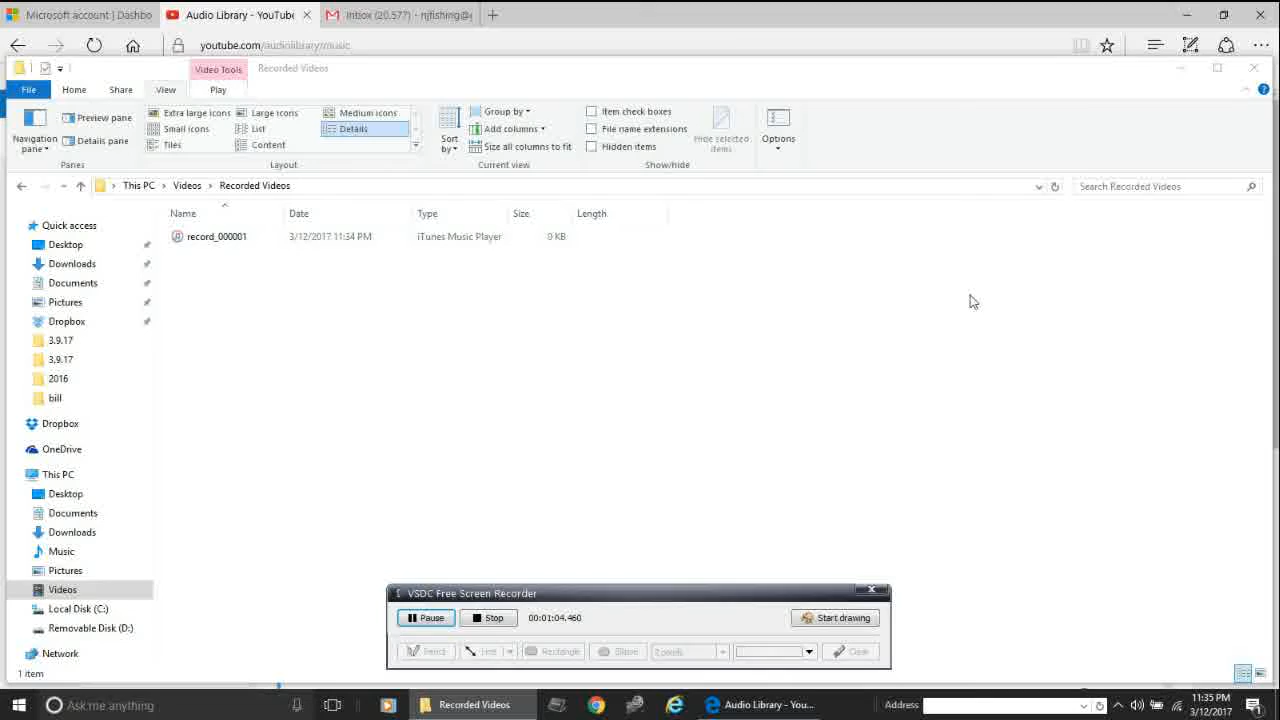 Microsoft account | Dashbo
Audio Library - YouTube
Inbox (20,577) - njfishing@
youtube.com/audiolibrary/music
Video Tools
Recorded Videos
File
Home
Share
View
Play
Navigation pane
Preview pane
Details pane
Panes
Extra large icons
Large icons
Medium icons
Small icons
List
Details
Tiles
Content
Layout
Sort by
Group by
Add columns
Size all columns to fit
Current view
Item check boxes
File name extensions
Hidden items
Hide selected items
Show/hide
Options
This PC > Videos > Recorded Videos
Search Recorded Videos
Name Date Type Size Length
record_000001 3/12/2017 11:34 PM iTunes Music Player 0 KB
Quick access
Desktop
Downloads
Documents
Pictures
Dropbox
3.9.17
3.9.17
2016
bill
Dropbox
OneDrive
This PC
Desktop
Documents
Downloads
Music
Pictures
Videos
Local Disk (C:)
Removable Disk (D:)
Network
1 item
VSDC Free Screen Recorder
Pause
Stop
00:01:04.460
Start drawing
Pencil
Line
Rectangle
Ellipse
2 pixels
Clear
Ask me anything
Recorded Videos
Audio Library - You...
Address
11:35 PM
3/12/2017